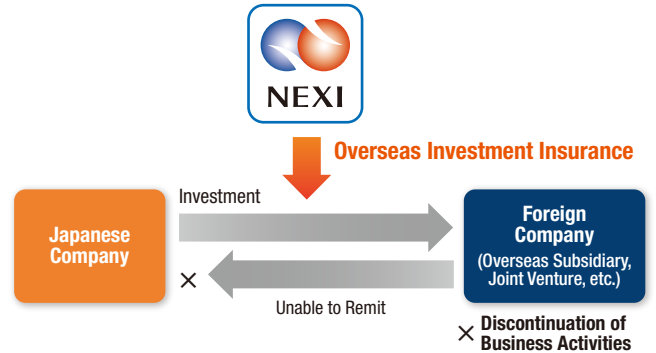 NEXI
Overseas Investment Insurance
Investment
Japanese
Company
Foreign
Company
(Overseas Subsidiary,
Joint Venture, etc.)
×
Unable to Remit
× Discontinuation of
Business Activities